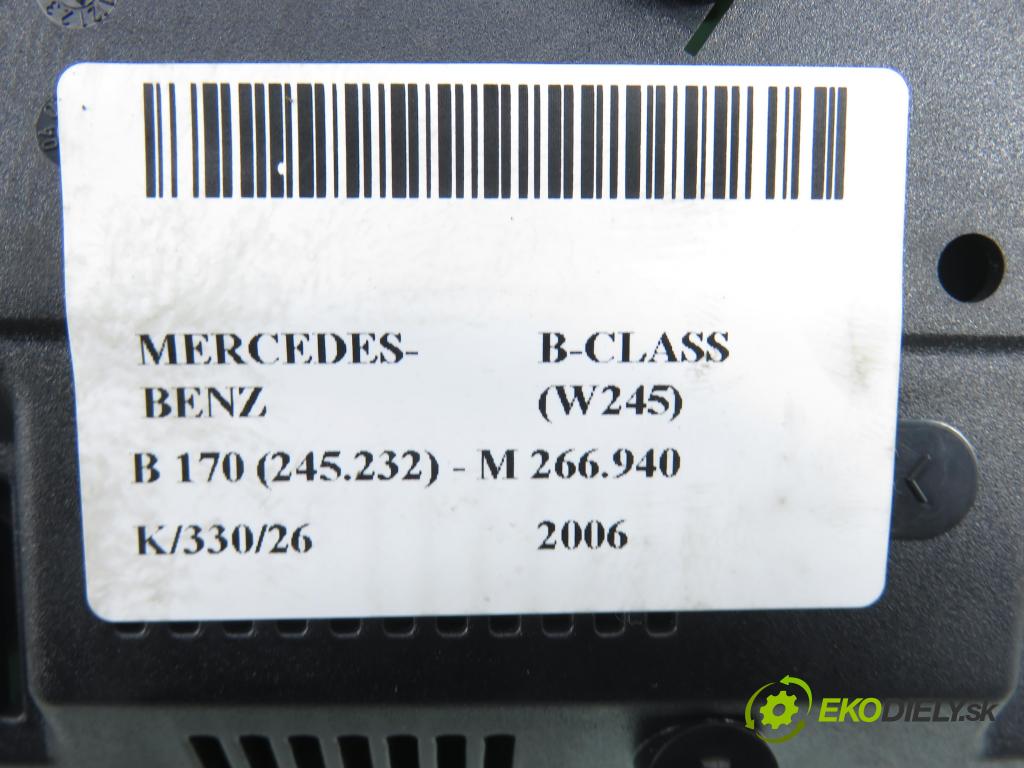 MERCEDES- B-CLASS
BENZ (W245)
B 170 (245.232) - M 266.940
K/330/26 2006
EKODIELY.SK